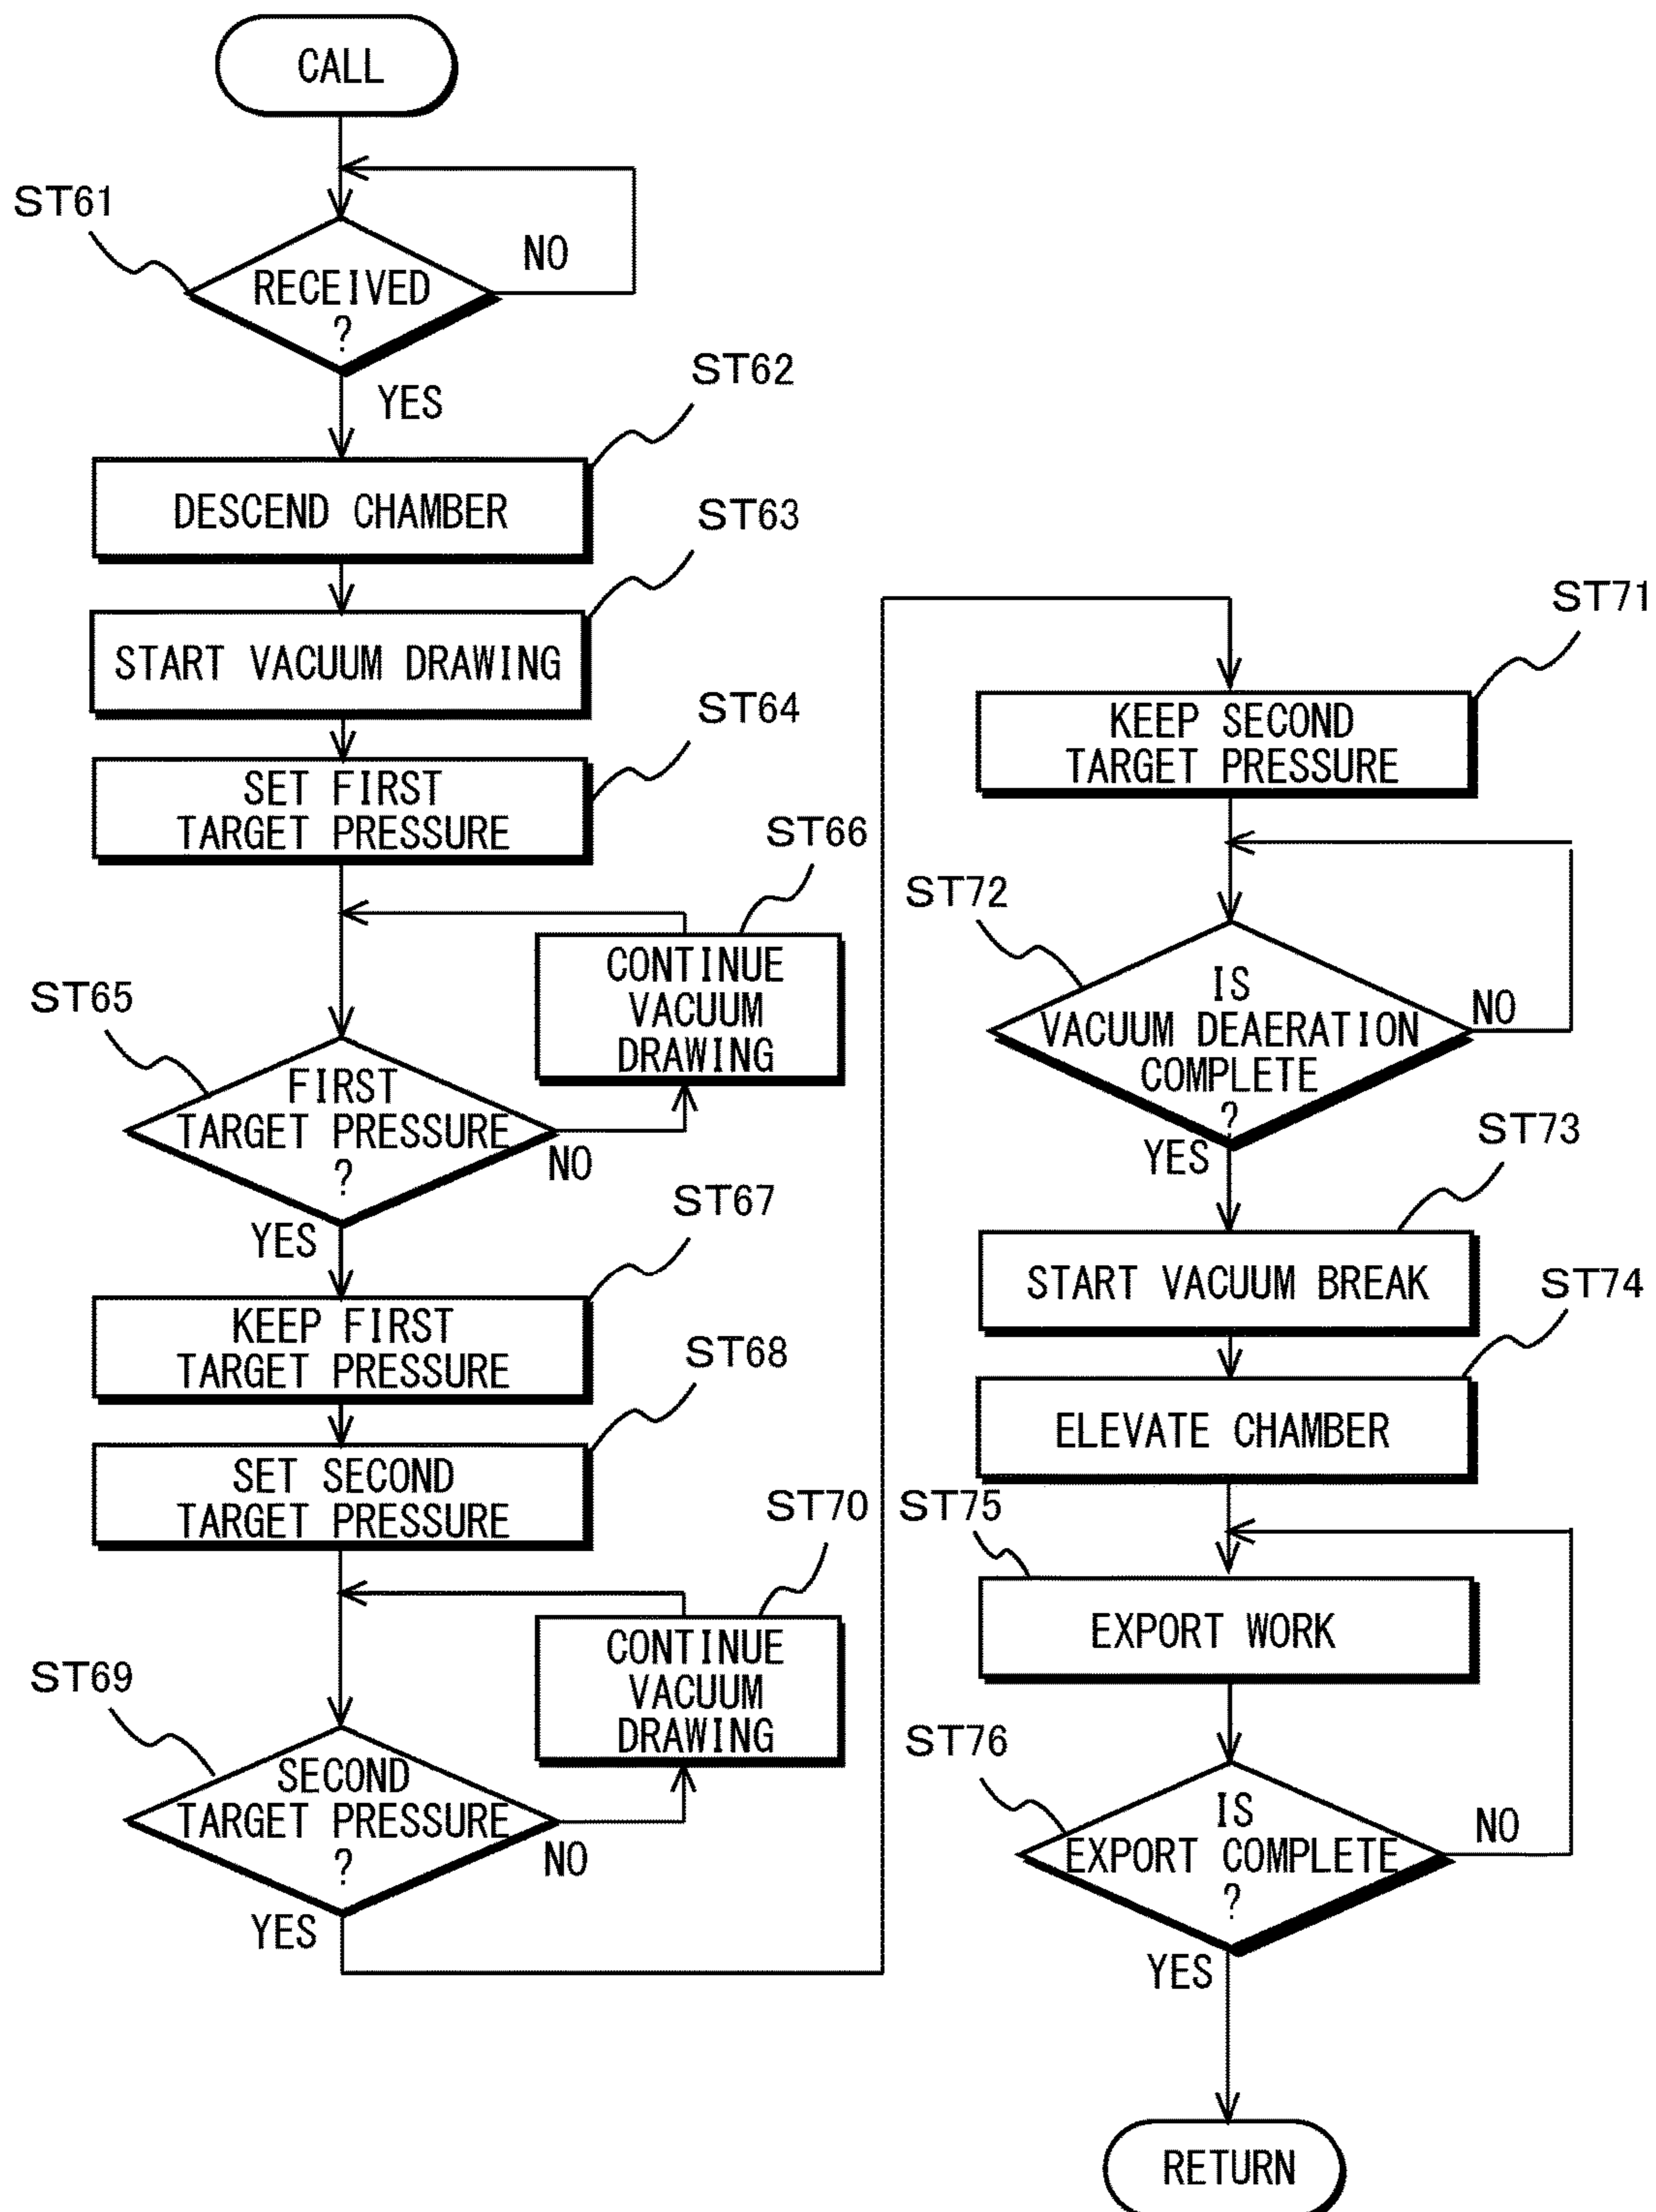 CALL
ST61
RECEIVED
?
NO
YES
ST62
DESCEND CHAMBER
ST63
START VACUUM DRAWING
ST64
SET FIRST
TARGET PRESSURE
ST66
CONTINUE
VACUUM
DRAWING
ST65
FIRST
TARGET PRESSURE
?
NO
YES
ST67
KEEP FIRST
TARGET PRESSURE
ST68
SET SECOND
TARGET PRESSURE
ST70
CONTINUE
VACUUM
DRAWING
ST69
SECOND
TARGET PRESSURE
?
NO
YES
ST71
KEEP SECOND
TARGET PRESSURE
ST72
IS
VACUUM DEAERATION
COMPLETE
?
NO
YES
ST73
START VACUUM BREAK
ST74
ELEVATE CHAMBER
ST75
EXPORT WORK
ST76
IS
EXPORT COMPLETE
?
NO
YES
RETURN